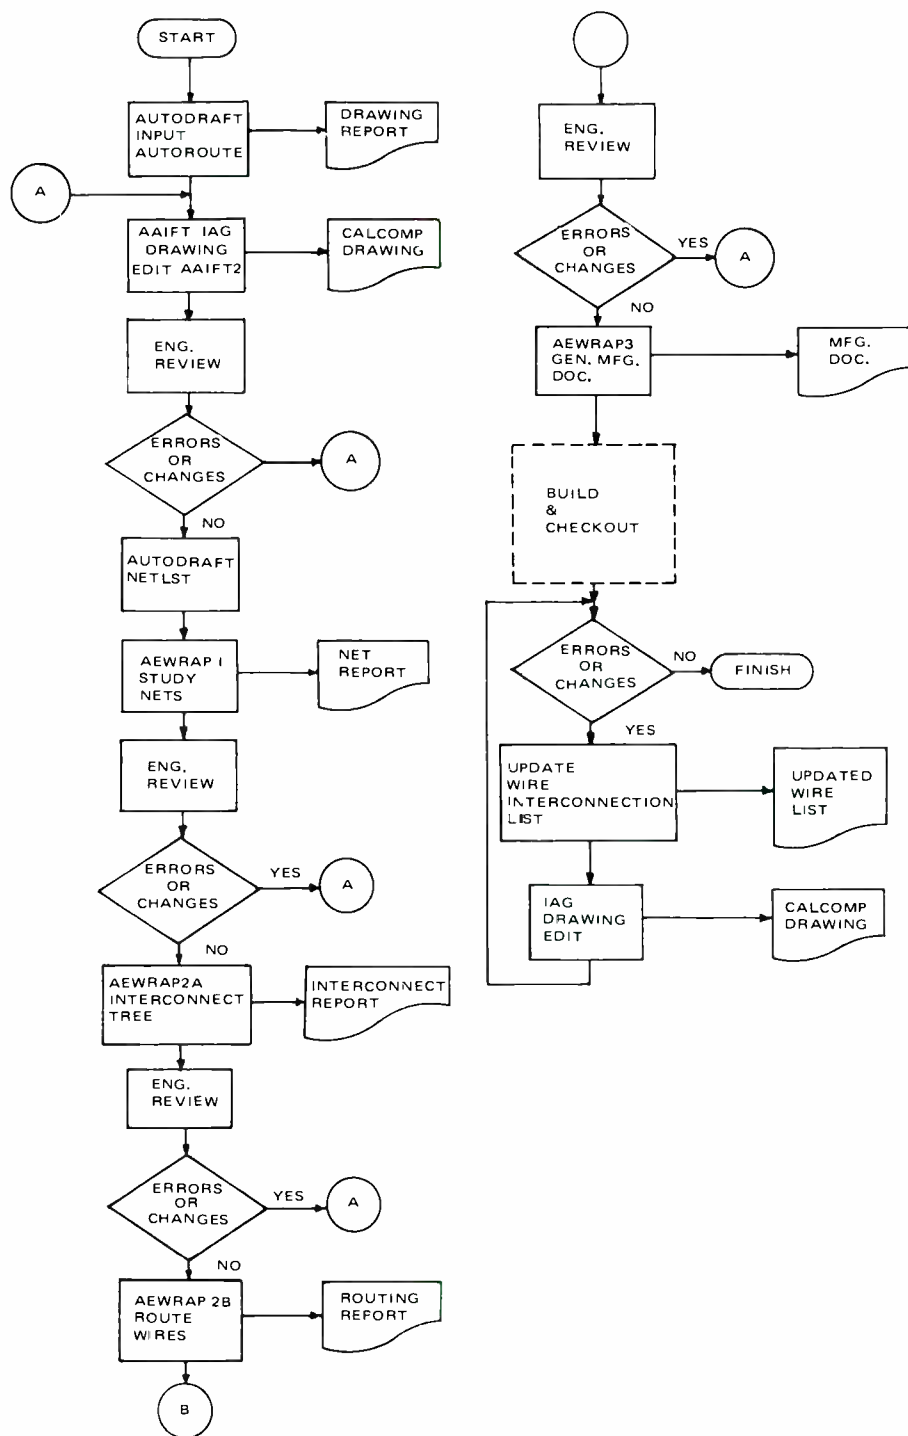 START
AUTODRAFT
INPUT
AUTOROUTE
DRAWING
REPORT
A
AAIFT IAG
DRAWING
EDIT AAIFT2
CALCOMP
DRAWING
ENG.
REVIEW
ERRORS
OR
CHANGES
A
NO
AUTODRAFT
NETLST
AEWRAP 1
STUDY
NETS
NET
REPORT
ENG.
REVIEW
ERRORS
OR
CHANGES
YES
A
NO
AEWRAP2A
INTERCONNECT
TREE
INTERCONNECT
REPORT
ENG.
REVIEW
ERRORS
OR
CHANGES
YES
A
NO
AEWRAP 2B
ROUTE
WIRES
ROUTING
REPORT
B
ENG.
REVIEW
ERRORS
OR
CHANGES
YES
A
NO
AEWRAP3
GEN. MFG.
DOC.
MFG.
DOC.
BUILD
&
CHECKOUT
ERRORS
OR
CHANGES
NO
FINISH
YES
UPDATE
WIRE
INTERCONNECTION
LIST
UPDATED
WIRE
LIST
IAG
DRAWING
EDIT
CALCOMP
DRAWING